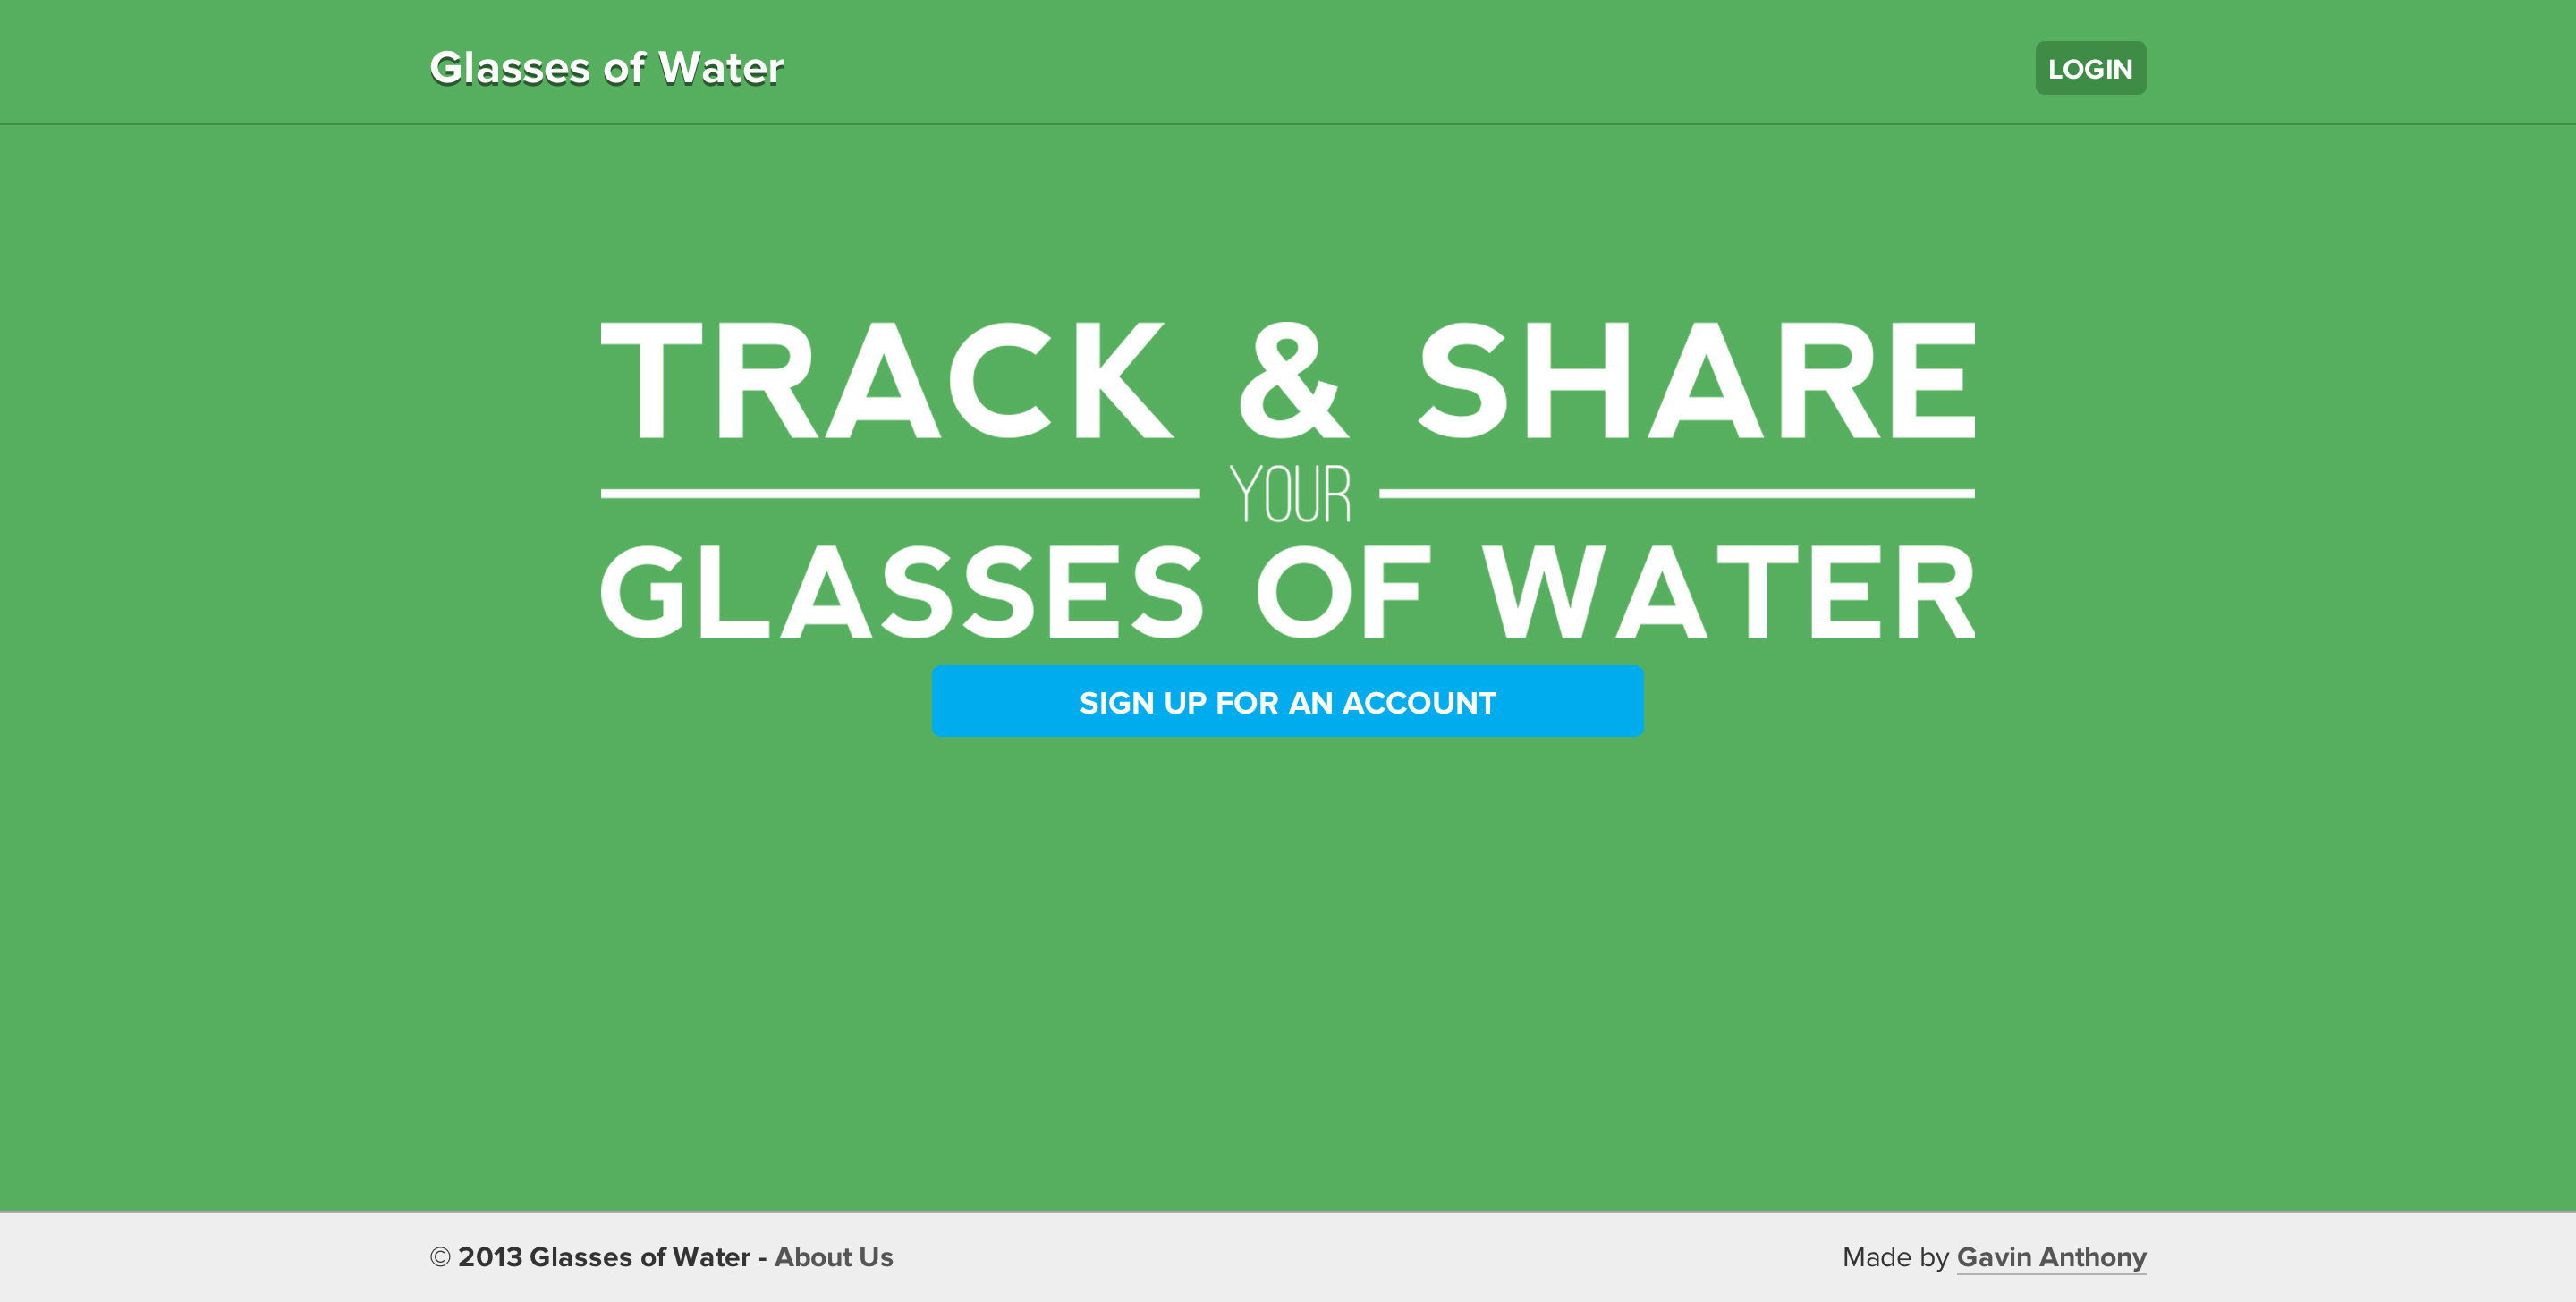 Glasses of Water
LOGIN
TRACK & SHARE
YOUR
GLASSES OF WATER
SIGN UP FOR AN ACCOUNT
© 2013 Glasses of Water - About Us
Made by Gavin Anthony